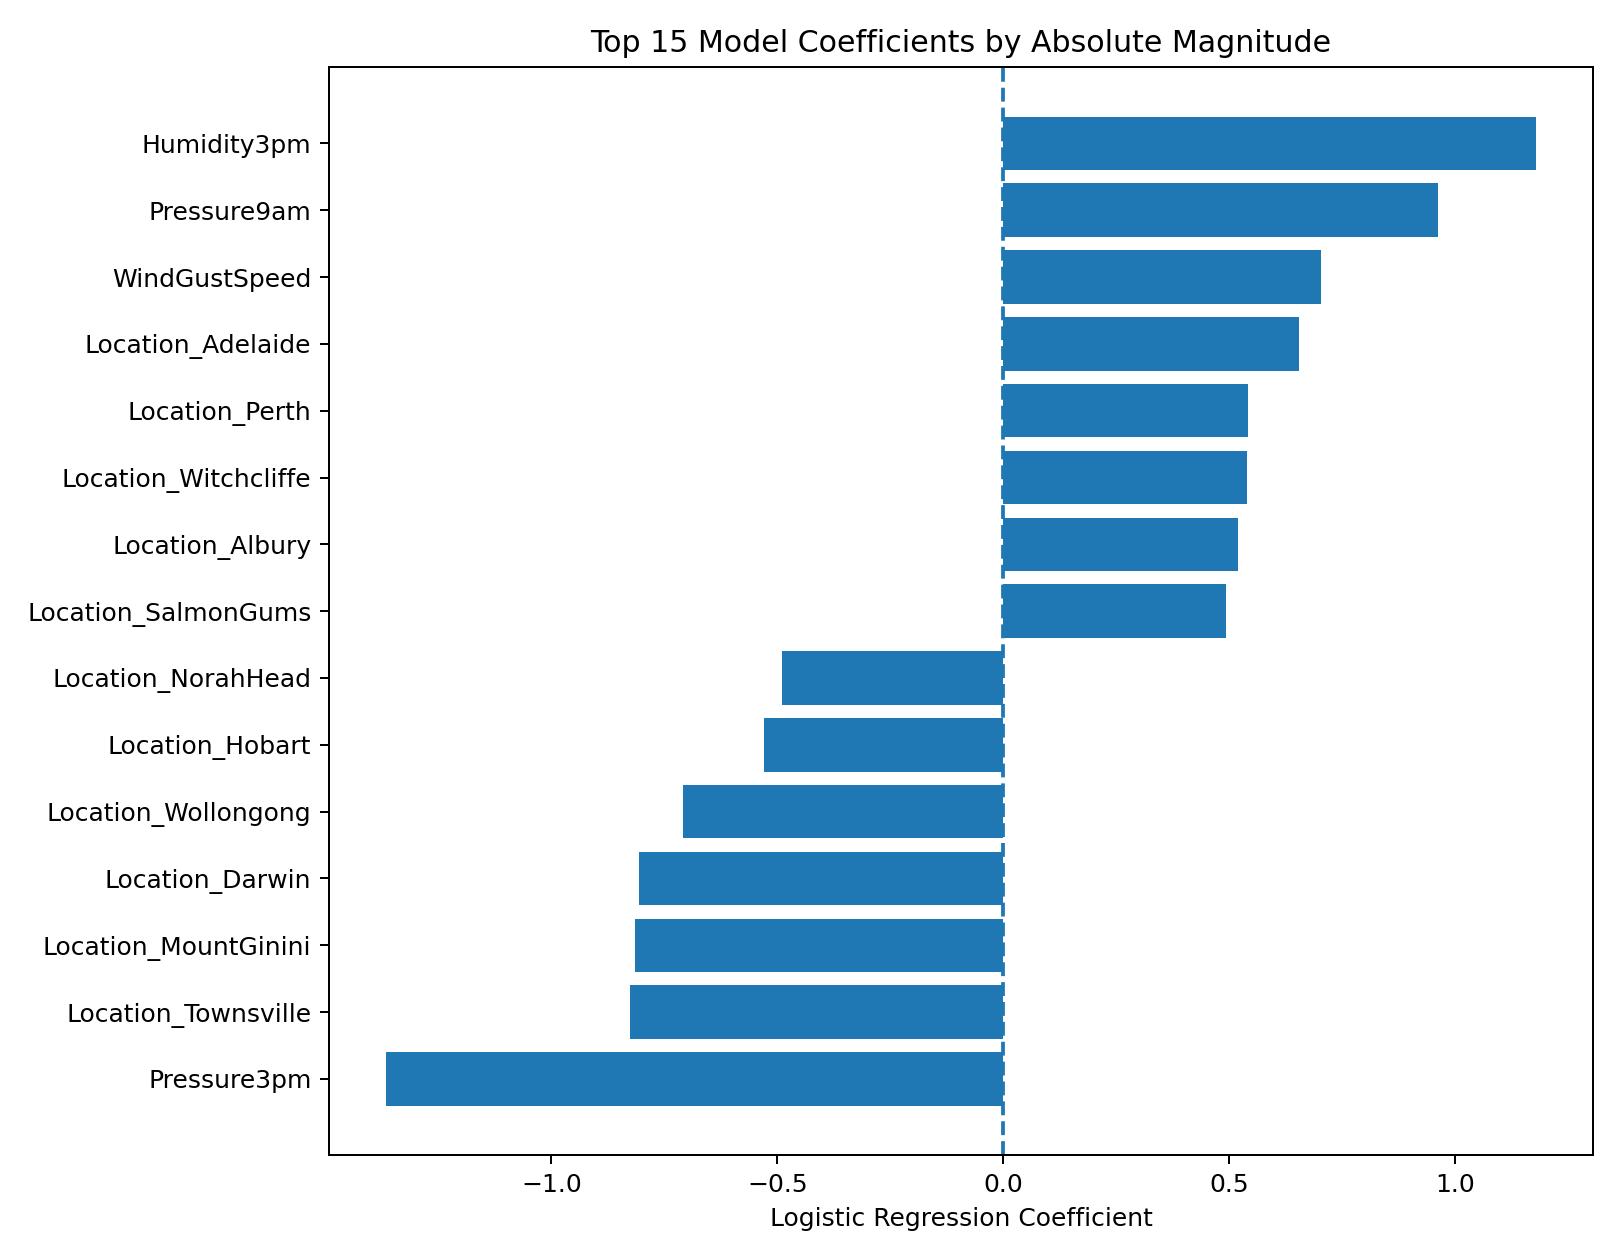 Top 15 Model Coefficients by Absolute Magnitude
Humidity3pm
Pressure9am
WindGustSpeed
Location_Adelaide
Location_Perth
Location_Witchcliffe
Location_Albury
Location_SalmonGums
Location_NorahHead
Location_Hobart
Location_Wollongong
Location_Darwin
Location_MountGinini
Location_Townsville
Pressure3pm
−1.0 −0.5 0.0 0.5 1.0
Logistic Regression Coefficient